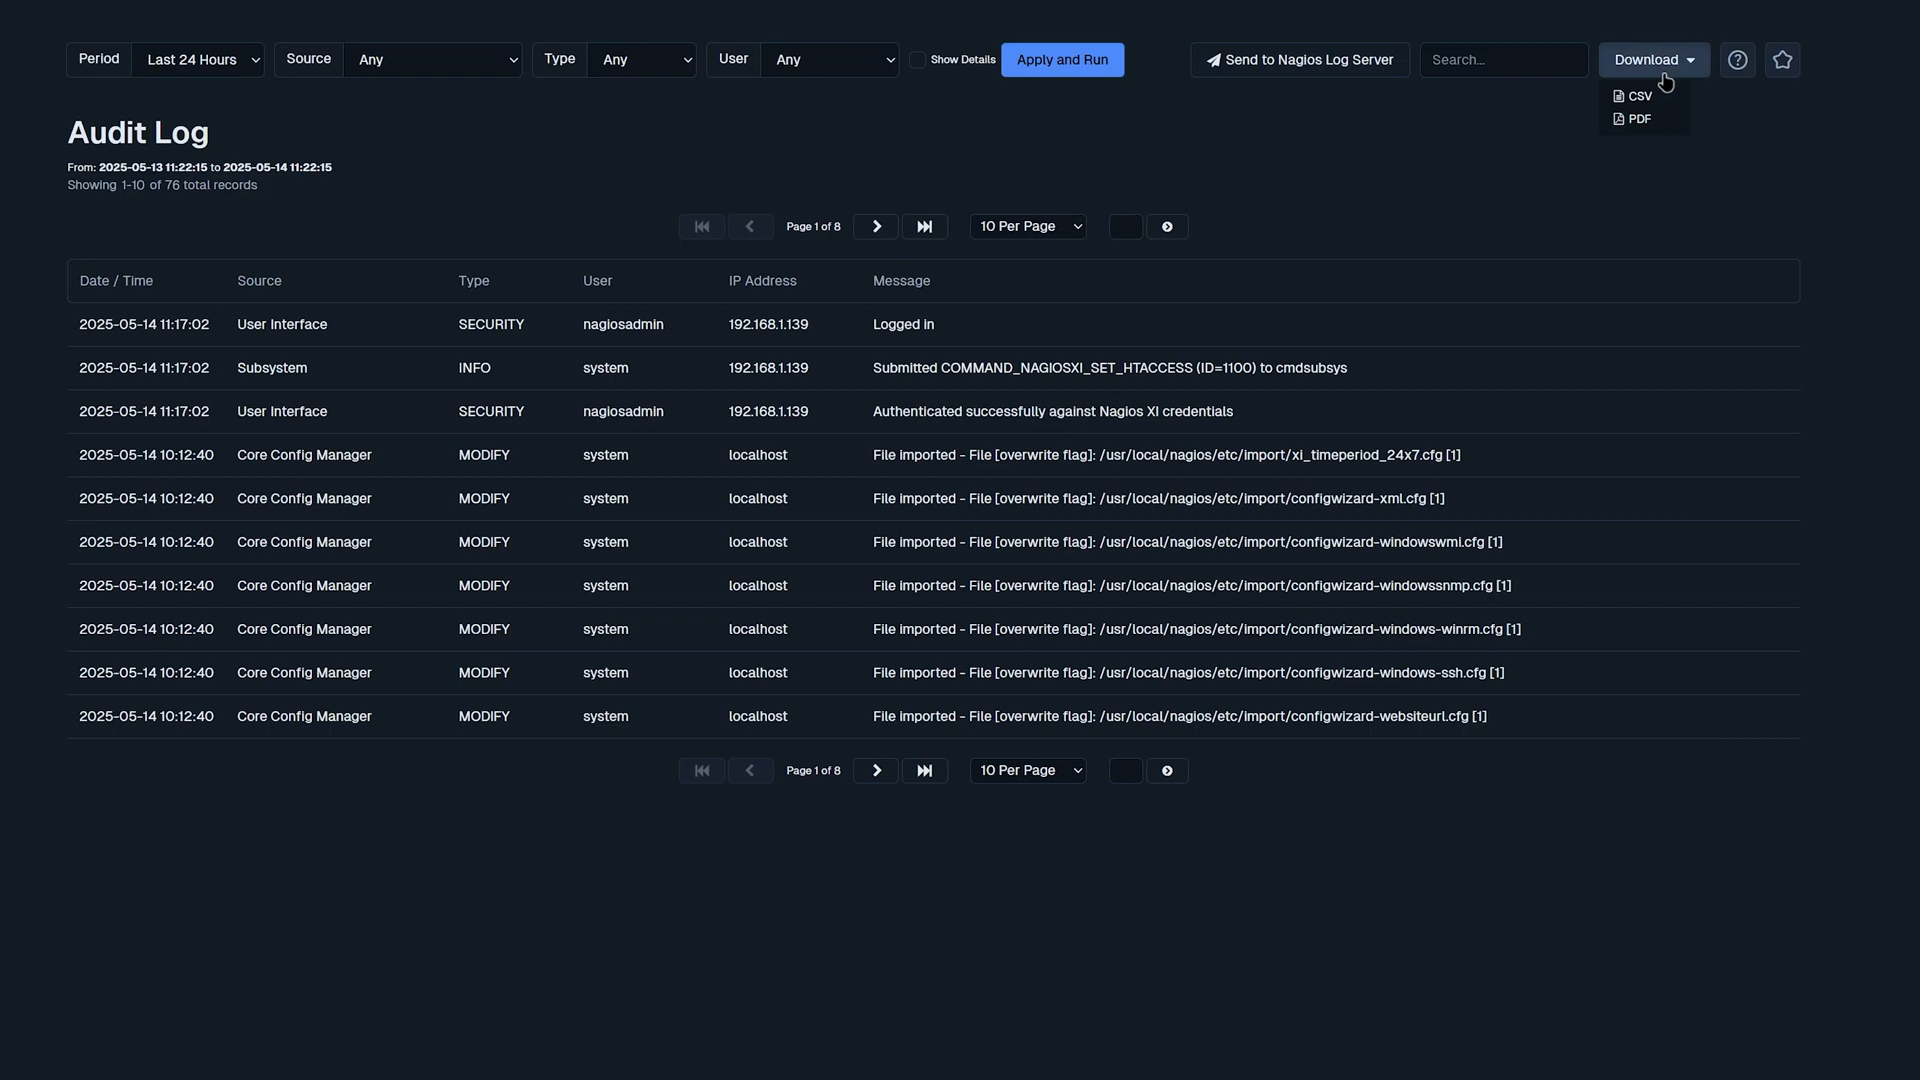 Period Last 24 Hours Source Any Type Any User Any Show Details Apply and Run Send to Nagios Log Server Search... Download
CSV
PDF
Audit Log
From: 2025-05-13 11:22:15 to 2025-05-14 11:22:15
Showing 1-10 of 76 total records
Page 1 of 8 10 Per Page
Date / Time Source Type User IP Address Message
2025-05-14 11:17:02 User Interface SECURITY nagiosadmin 192.168.1.139 Logged in
2025-05-14 11:17:02 Subsystem INFO system 192.168.1.139 Submitted COMMAND_NAGIOSXI_SET_HTACCESS (ID=1100) to cmdsubsys
2025-05-14 11:17:02 User Interface SECURITY nagiosadmin 192.168.1.139 Authenticated successfully against Nagios XI credentials
2025-05-14 10:12:40 Core Config Manager MODIFY system localhost File imported - File [overwrite flag]: /usr/local/nagios/etc/import/xi_timeperiod_24x7.cfg [1]
2025-05-14 10:12:40 Core Config Manager MODIFY system localhost File imported - File [overwrite flag]: /usr/local/nagios/etc/import/configwizard-xml.cfg [1]
2025-05-14 10:12:40 Core Config Manager MODIFY system localhost File imported - File [overwrite flag]: /usr/local/nagios/etc/import/configwizard-windowswmi.cfg [1]
2025-05-14 10:12:40 Core Config Manager MODIFY system localhost File imported - File [overwrite flag]: /usr/local/nagios/etc/import/configwizard-windowssnmp.cfg [1]
2025-05-14 10:12:40 Core Config Manager MODIFY system localhost File imported - File [overwrite flag]: /usr/local/nagios/etc/import/configwizard-windows-winrm.cfg [1]
2025-05-14 10:12:40 Core Config Manager MODIFY system localhost File imported - File [overwrite flag]: /usr/local/nagios/etc/import/configwizard-windows-ssh.cfg [1]
2025-05-14 10:12:40 Core Config Manager MODIFY system localhost File imported - File [overwrite flag]: /usr/local/nagios/etc/import/configwizard-websiteurl.cfg [1]
Page 1 of 8 10 Per Page